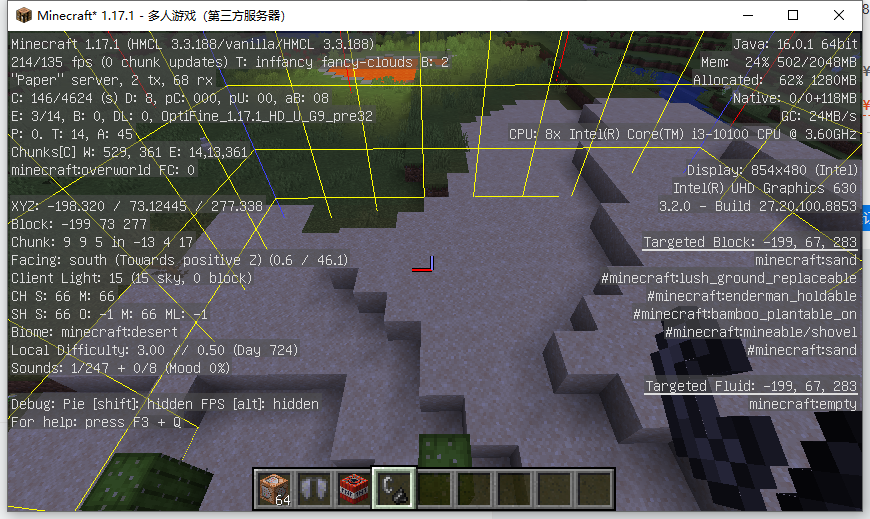 Minecraft* 1.17.1 - 多人游戏（第三方服务器）
Minecraft 1.17.1 (HMCL 3.3.188/vanilla/HMCL 3.3.188)
214/135 fps (0 chunk updates) T: inffancy fancy-clouds B: 2
"Paper" server, 2 tx, 68 rx
C: 146/4624 (s) D: 8, pC: 000, pU: 00, aB: 08
E: 3/14, B: 0, DL: 0, OptiFine_1.17.1_HD_U_G9_pre32
P: 0. T: 14, A: 45
Chunks[C] W: 529, 361 E: 14,13,361
minecraft:overworld FC: 0
XYZ: -198.320 / 73.12445 / 277.338
Block: -199 73 277
Chunk: 9 9 5 in -13 4 17
Facing: south (Towards positive Z) (0.6 / 46.1)
Client Light: 15 (15 sky, 0 block)
CH S: 66 M: 66
SH S: 66 O: -1 M: 66 ML: -1
Biome: minecraft:desert
Local Difficulty: 3.00 // 0.50 (Day 724)
Sounds: 1/247 + 0/8 (Mood 0%)
Debug: Pie [shift]: hidden FPS [alt]: hidden
For help: press F3 + Q
Java: 16.0.1 64bit
Mem: 24% 502/2048MB
Allocated: 62% 1280MB
Native: 0/0+118MB
GC: 24MB/s
CPU: 8x Intel(R) Core(TM) i3-10100 CPU @ 3.60GHz
Display: 854x480 (Intel)
Intel(R) UHD Graphics 630
3.2.0 - Build 27.20.100.8853
Targeted Block: -199, 67, 283
minecraft:sand
#minecraft:lush_ground_replaceable
#minecraft:enderman_holdable
#minecraft:bamboo_plantable_on
#minecraft:mineable/shovel
#minecraft:sand
Targeted Fluid: -199, 67, 283
minecraft:empty
64